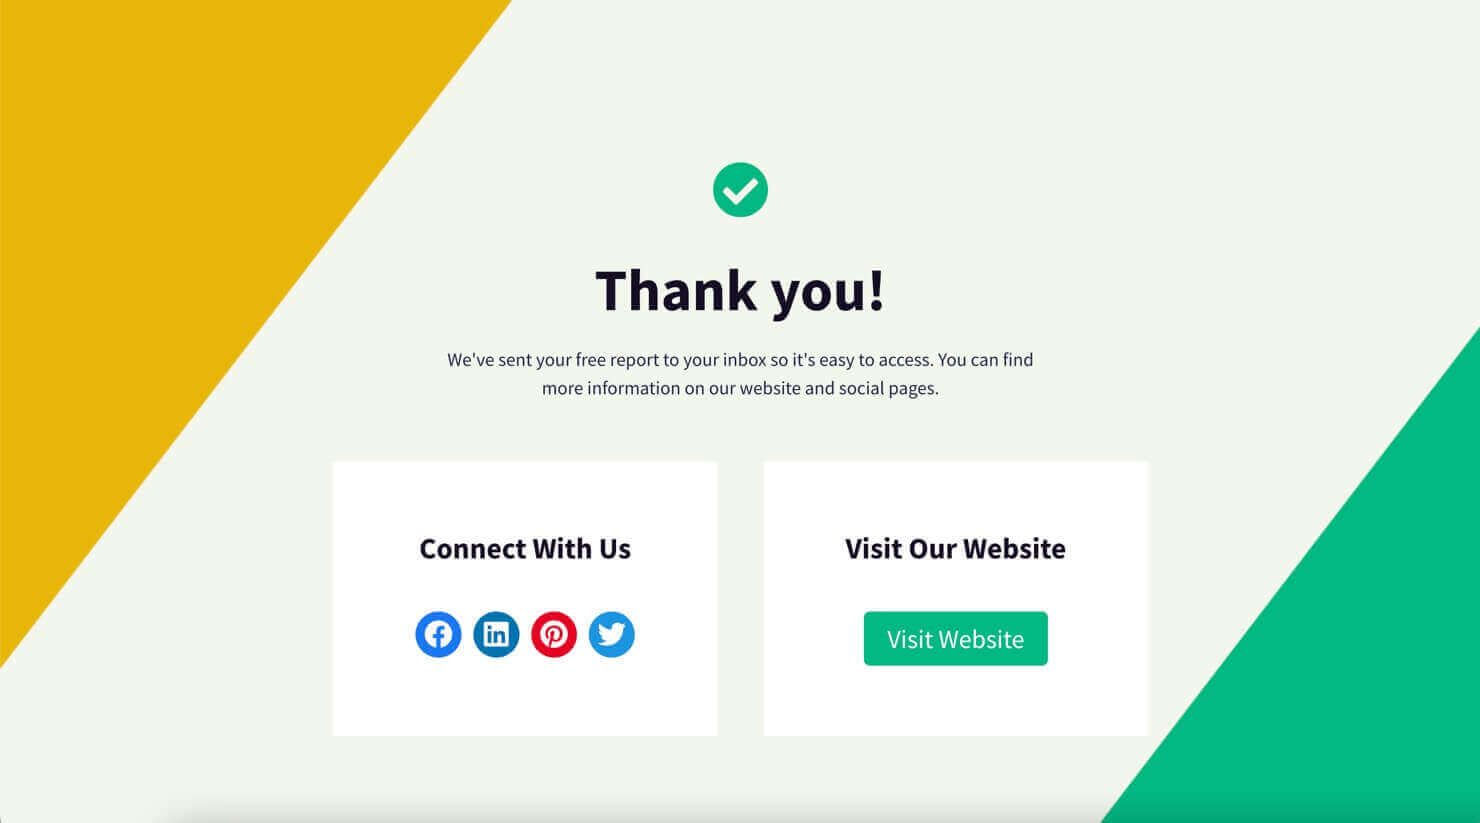 Thank you!
We've sent your free report to your inbox so it's easy to access. You can find
more information on our website and social pages.
Connect With Us
Visit Our Website
Visit Website